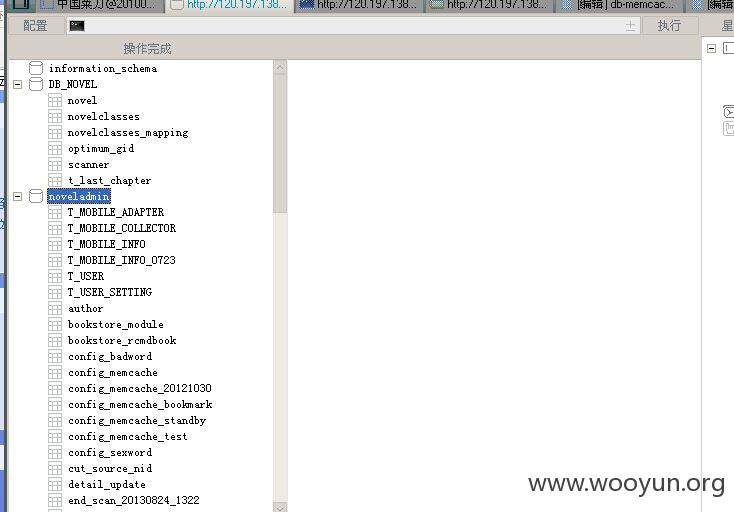 中国菜刀@20100...
http://120.197.138...
http://120.197.138...
http://120.197.138...
[编辑] db-memcac...
[编辑
配置
执行
操作完成
information_schema
DB_NOVEL
novel
novelclasses
novelclasses_mapping
optimum_gid
scanner
t_last_chapter
noveladmin
T_MOBILE_ADAPTER
T_MOBILE_COLLECTOR
T_MOBILE_INFO
T_MOBILE_INFO_0723
T_USER
T_USER_SETTING
author
bookstore_module
bookstore_rcmdbook
config_badword
config_memcache
config_memcache_20121030
config_memcache_bookmark
config_memcache_standby
config_memcache_test
config_sexword
cut_source_nid
detail_update
end_scan_20130824_1322
www.wooyun.org